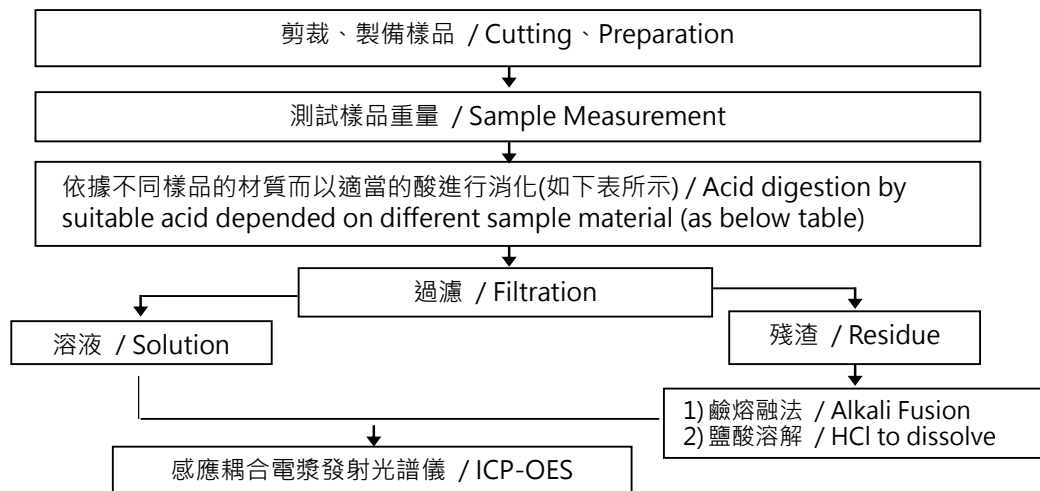 剪裁、製備樣品 / Cutting、Preparation
測試樣品重量 / Sample Measurement
依據不同樣品的材質而以適當的酸進行消化(如下表所示) / Acid digestion by
suitable acid depended on different sample material (as below table)
過濾 / Filtration
溶液 / Solution
殘渣 / Residue
1) 鹼熔融法 / Alkali Fusion
2) 鹽酸溶解 / HCl to dissolve
感應耦合電漿發射光譜儀 / ICP-OES